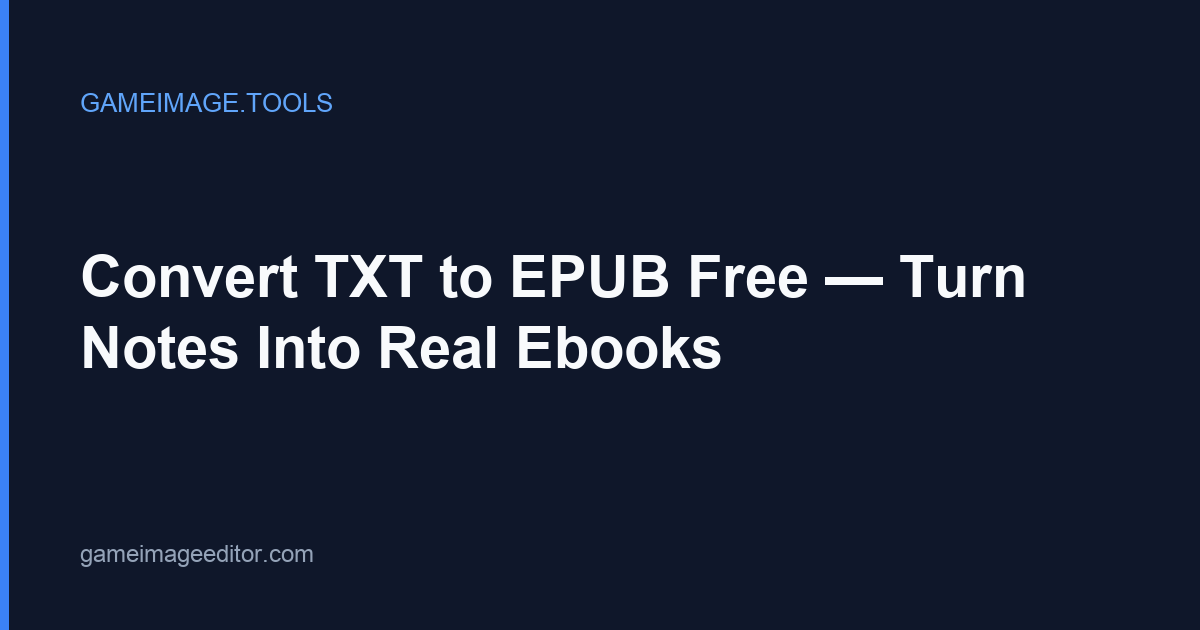 GAMEIMAGE.TOOLS
Convert TXT to EPUB Free — Turn
Notes Into Real Ebooks
gameimageeditor.com